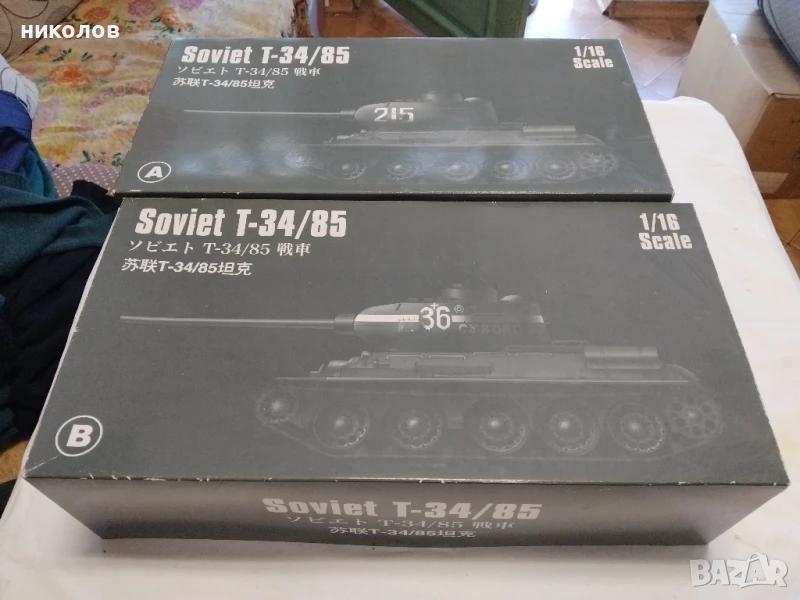 НИКОЛОВ
Soviet T-34/85
ソビエト T-34/85 戦車
苏联T-34/85坦克
1/16
Scale
215
A
Soviet T-34/85
ソビエト T-34/85 戦車
苏联T-34/85坦克
1/16
Scale
36
B
Soviet T-34/85
ソビエト T-34/85 戦車
苏联T-34/85坦克
BAZAR